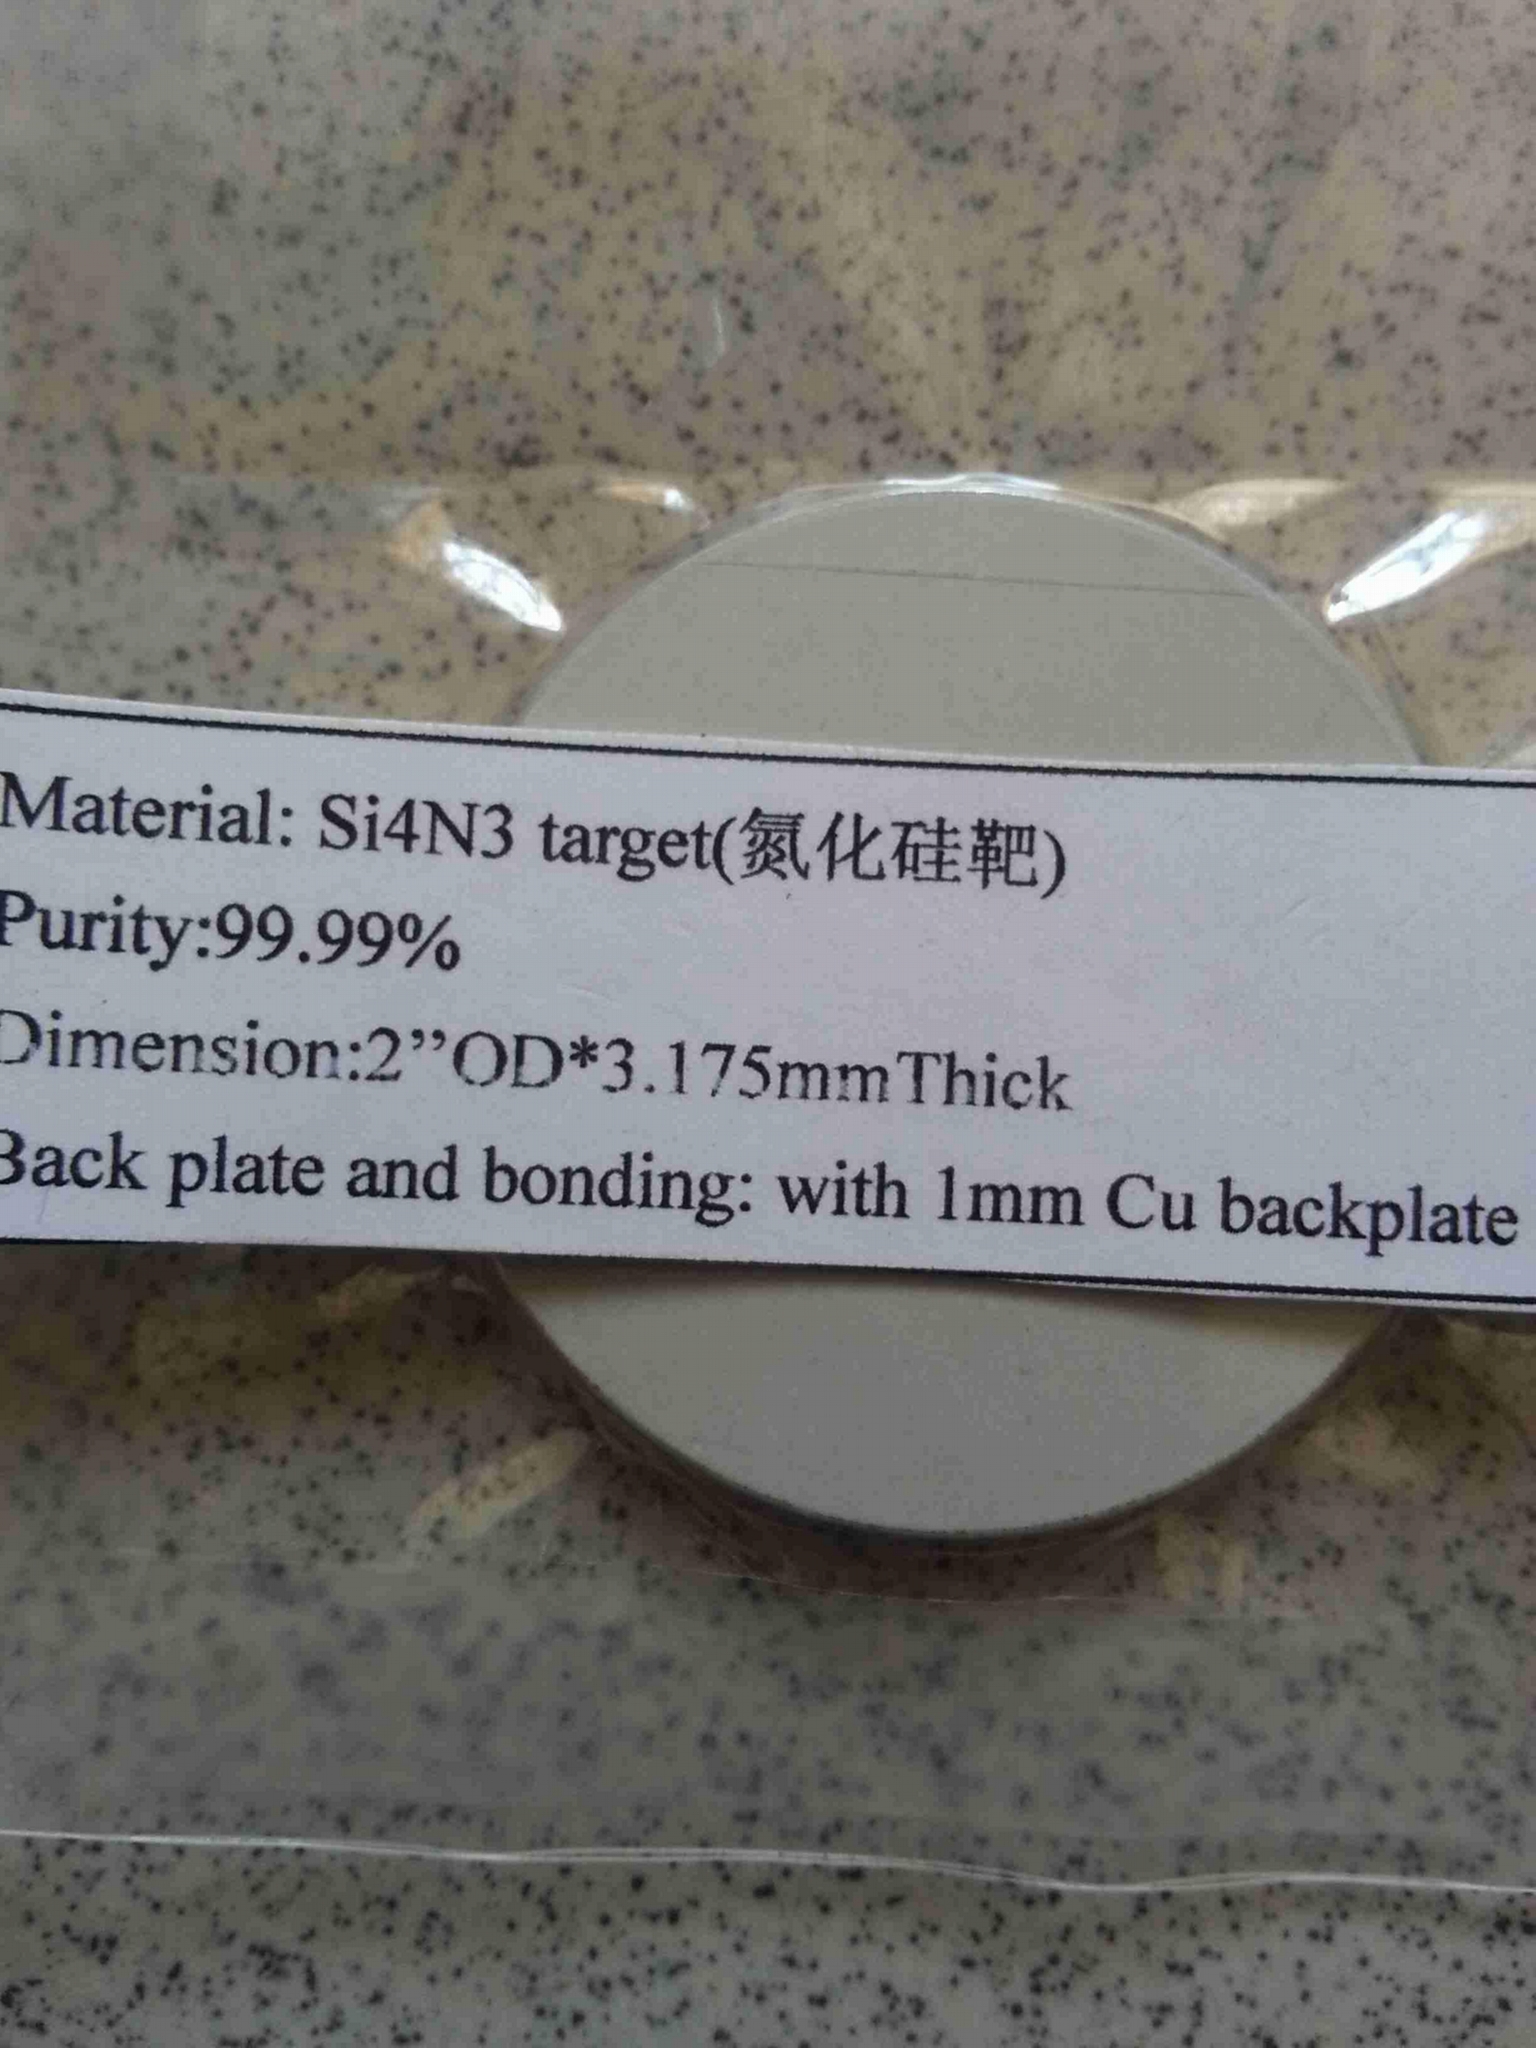 Material: Si4N3 target(氮化硅靶)
Purity:99.99%
Dimension:2”OD*3.175mmThick
Back plate and bonding: with 1mm Cu backplate